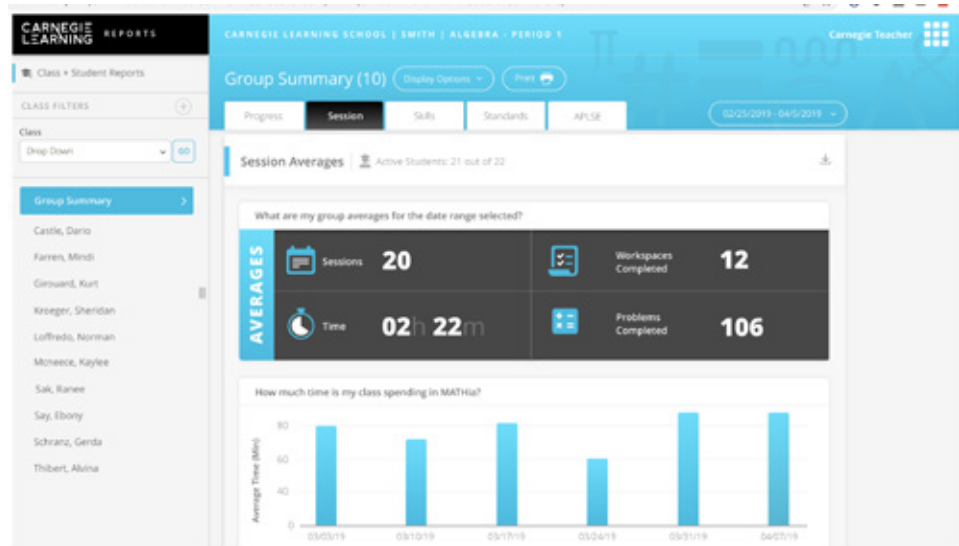 CARNEGIE LEARNING REPORTS
CARNEGIE LEARNING SCHOOL | SMITH | ALGEBRA - PERIOD 1
Carnegie Teacher
Class + Student Reports
Group Summary (10)
Display Options
Print
CLASS FILTERS
Progress
Session
Skills
Standards
APLSE
02/25/2019 - 04/5/2019
Class
Drop Down
GO
Session Averages
Active Students: 21 out of 22
Group Summary
Castle, Dario
Farren, Mindi
Girouard, Kurt
Kroeger, Sheridan
Loffredo, Norman
Mcneece, Kaylee
Sak, Ranee
Say, Ebony
Schranz, Gerda
Thibert, Alvina
What are my group averages for the date range selected?
AVERAGES
Sessions 20
Workspaces Completed 12
Time 02h 22m
Problems Completed 106
How much time is my class spending in MATHia?
Average Time (Min)
80
60
40
0
03/03/19
03/10/19
03/17/19
03/24/19
03/31/19
04/07/19